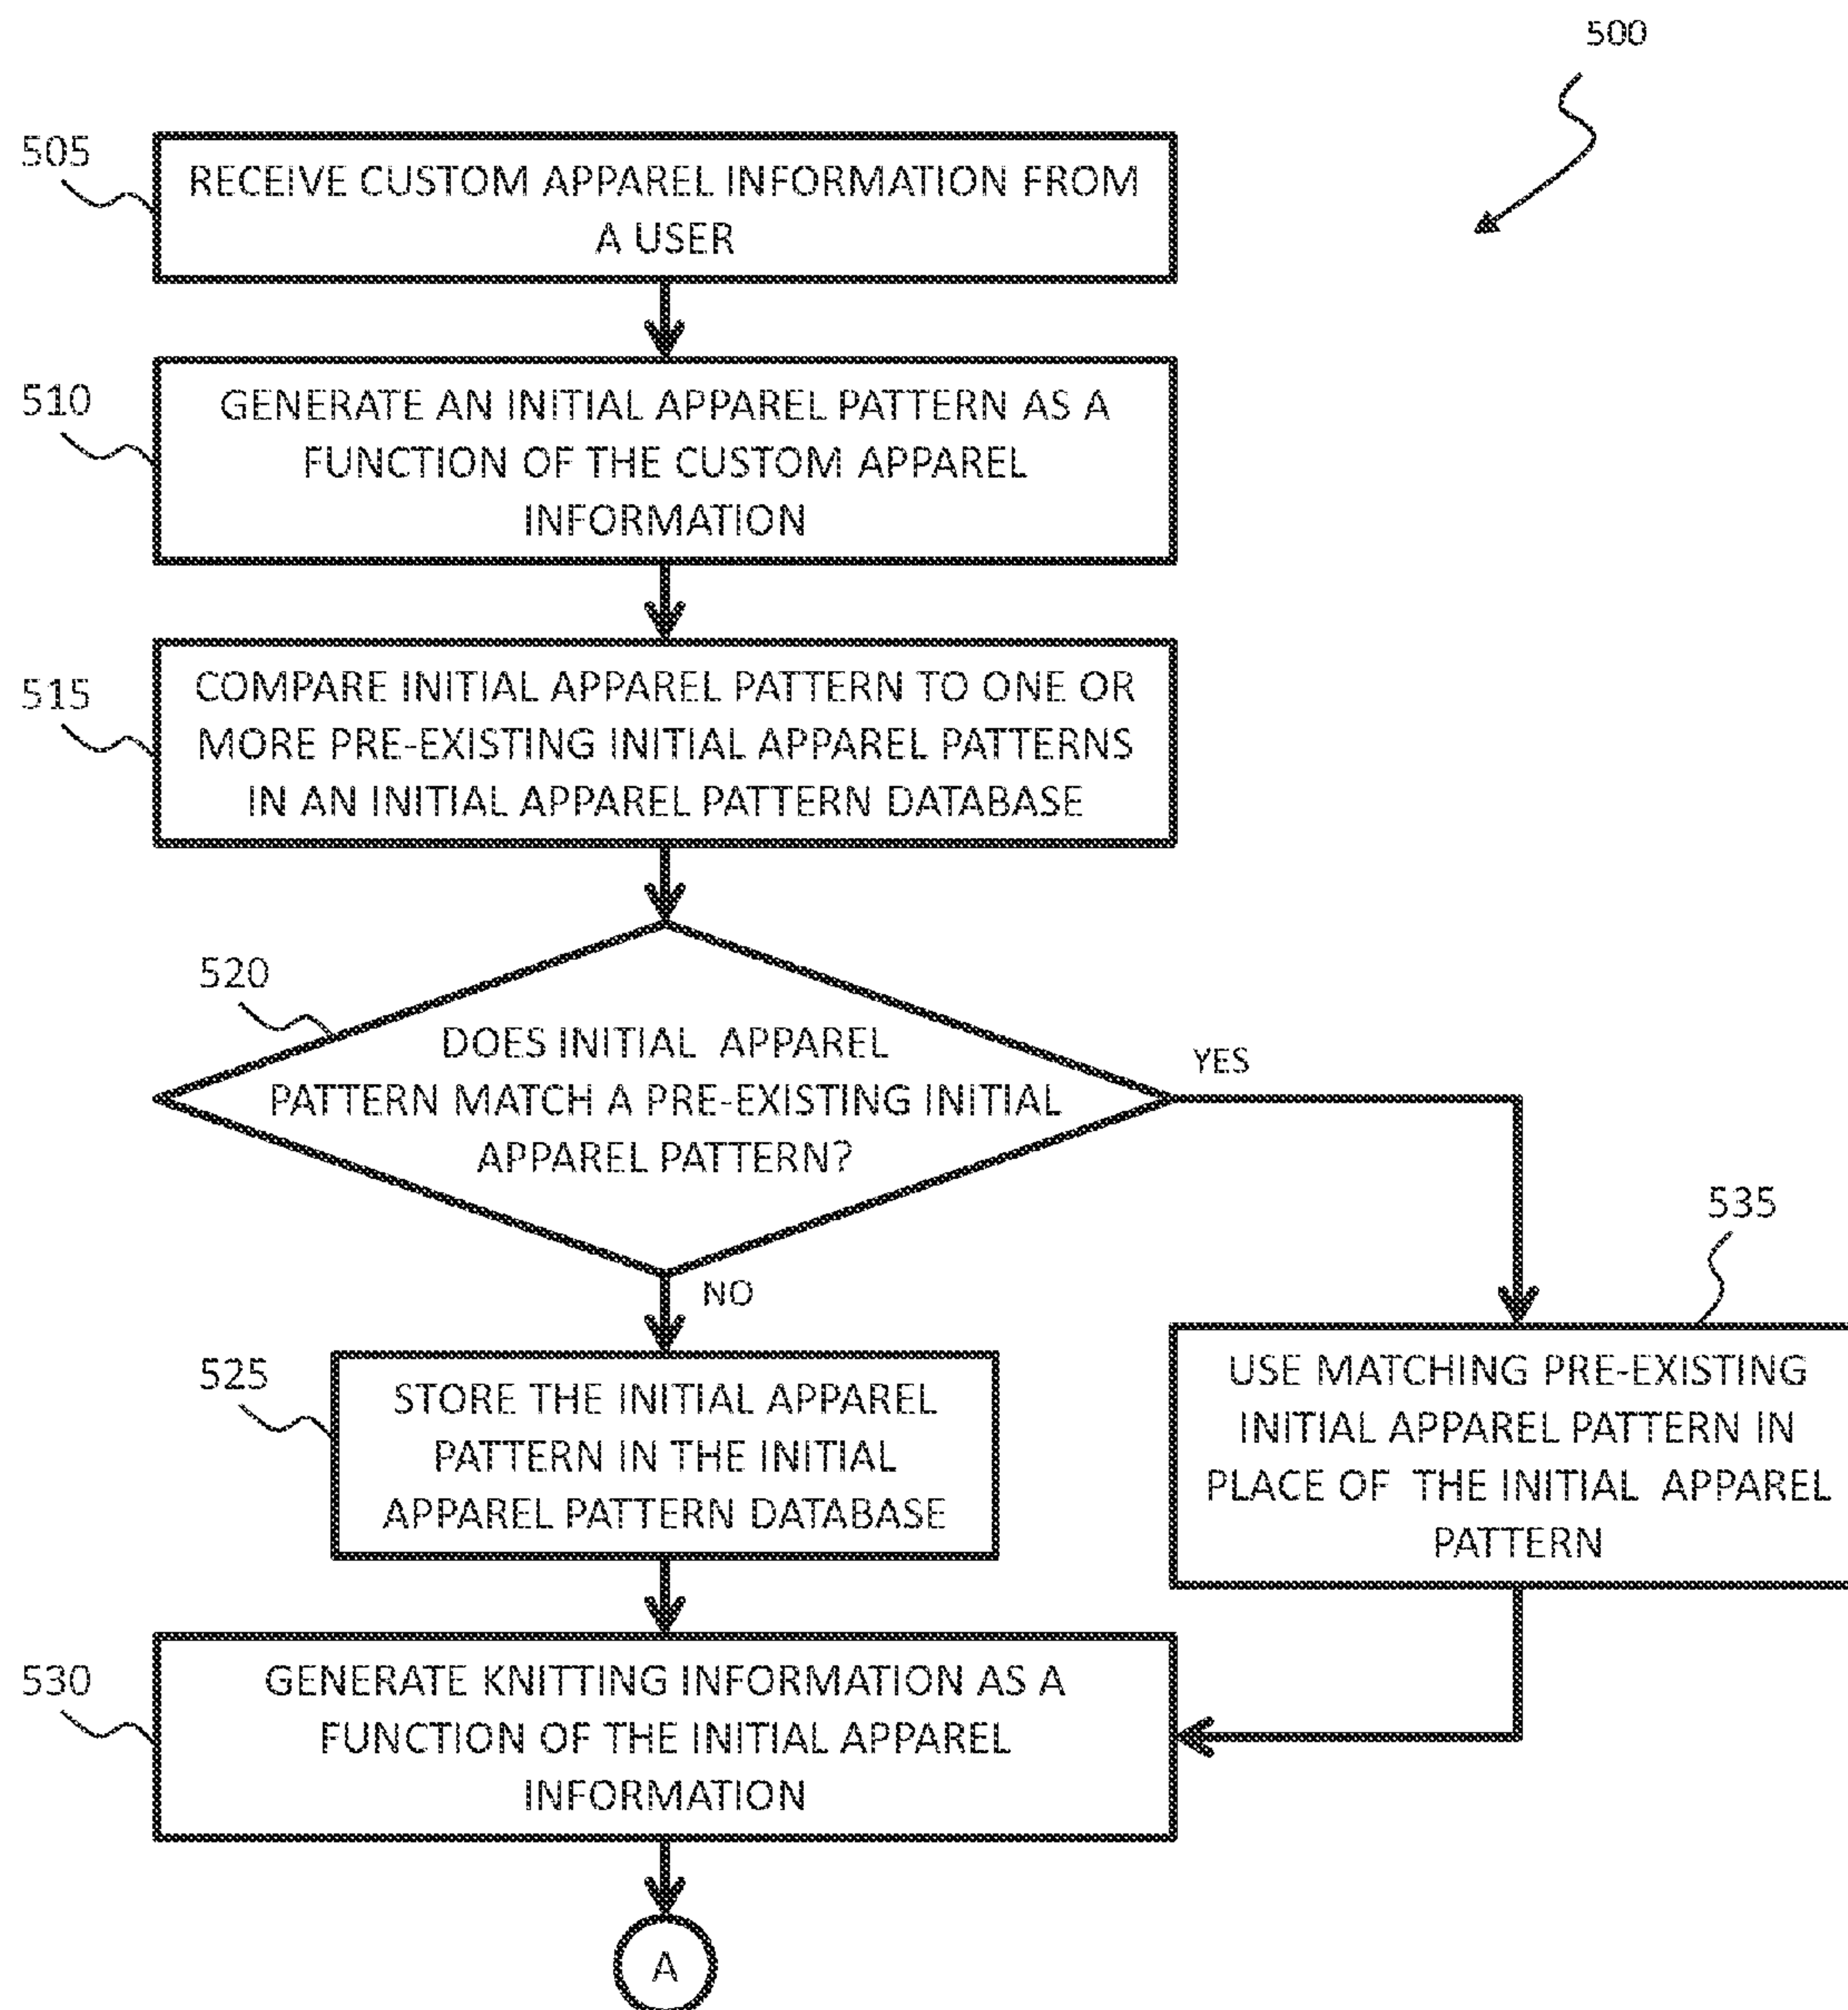 500
505
RECEIVE CUSTOM APPAREL INFORMATION FROM
A USER
510
GENERATE AN INITIAL APPAREL PATTERN AS A
FUNCTION OF THE CUSTOM APPAREL
INFORMATION
515
COMPARE INITIAL APPAREL PATTERN TO ONE OR
MORE PRE-EXISTING INITIAL APPAREL PATTERNS
IN AN INITIAL APPAREL PATTERN DATABASE
520
DOES INITIAL APPAREL
PATTERN MATCH A PRE-EXISTING INITIAL
APPAREL PATTERN?
YES
NO
535
USE MATCHING PRE-EXISTING
INITIAL APPAREL PATTERN IN
PLACE OF THE INITIAL APPAREL
PATTERN
525
STORE THE INITIAL APPAREL
PATTERN IN THE INITIAL
APPAREL PATTERN DATABASE
530
GENERATE KNITTING INFORMATION AS A
FUNCTION OF THE INITIAL APPAREL
INFORMATION
A